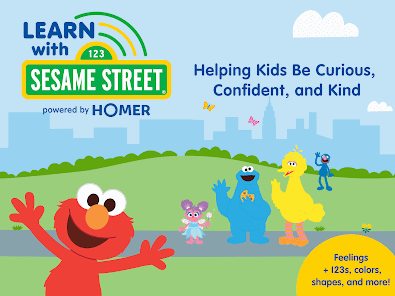 LEARN
with
123
SESAME STREET®
powered by HOMER
Helping Kids Be Curious,
Confident, and Kind
Feelings
+ 123s, colors,
shapes, and more!